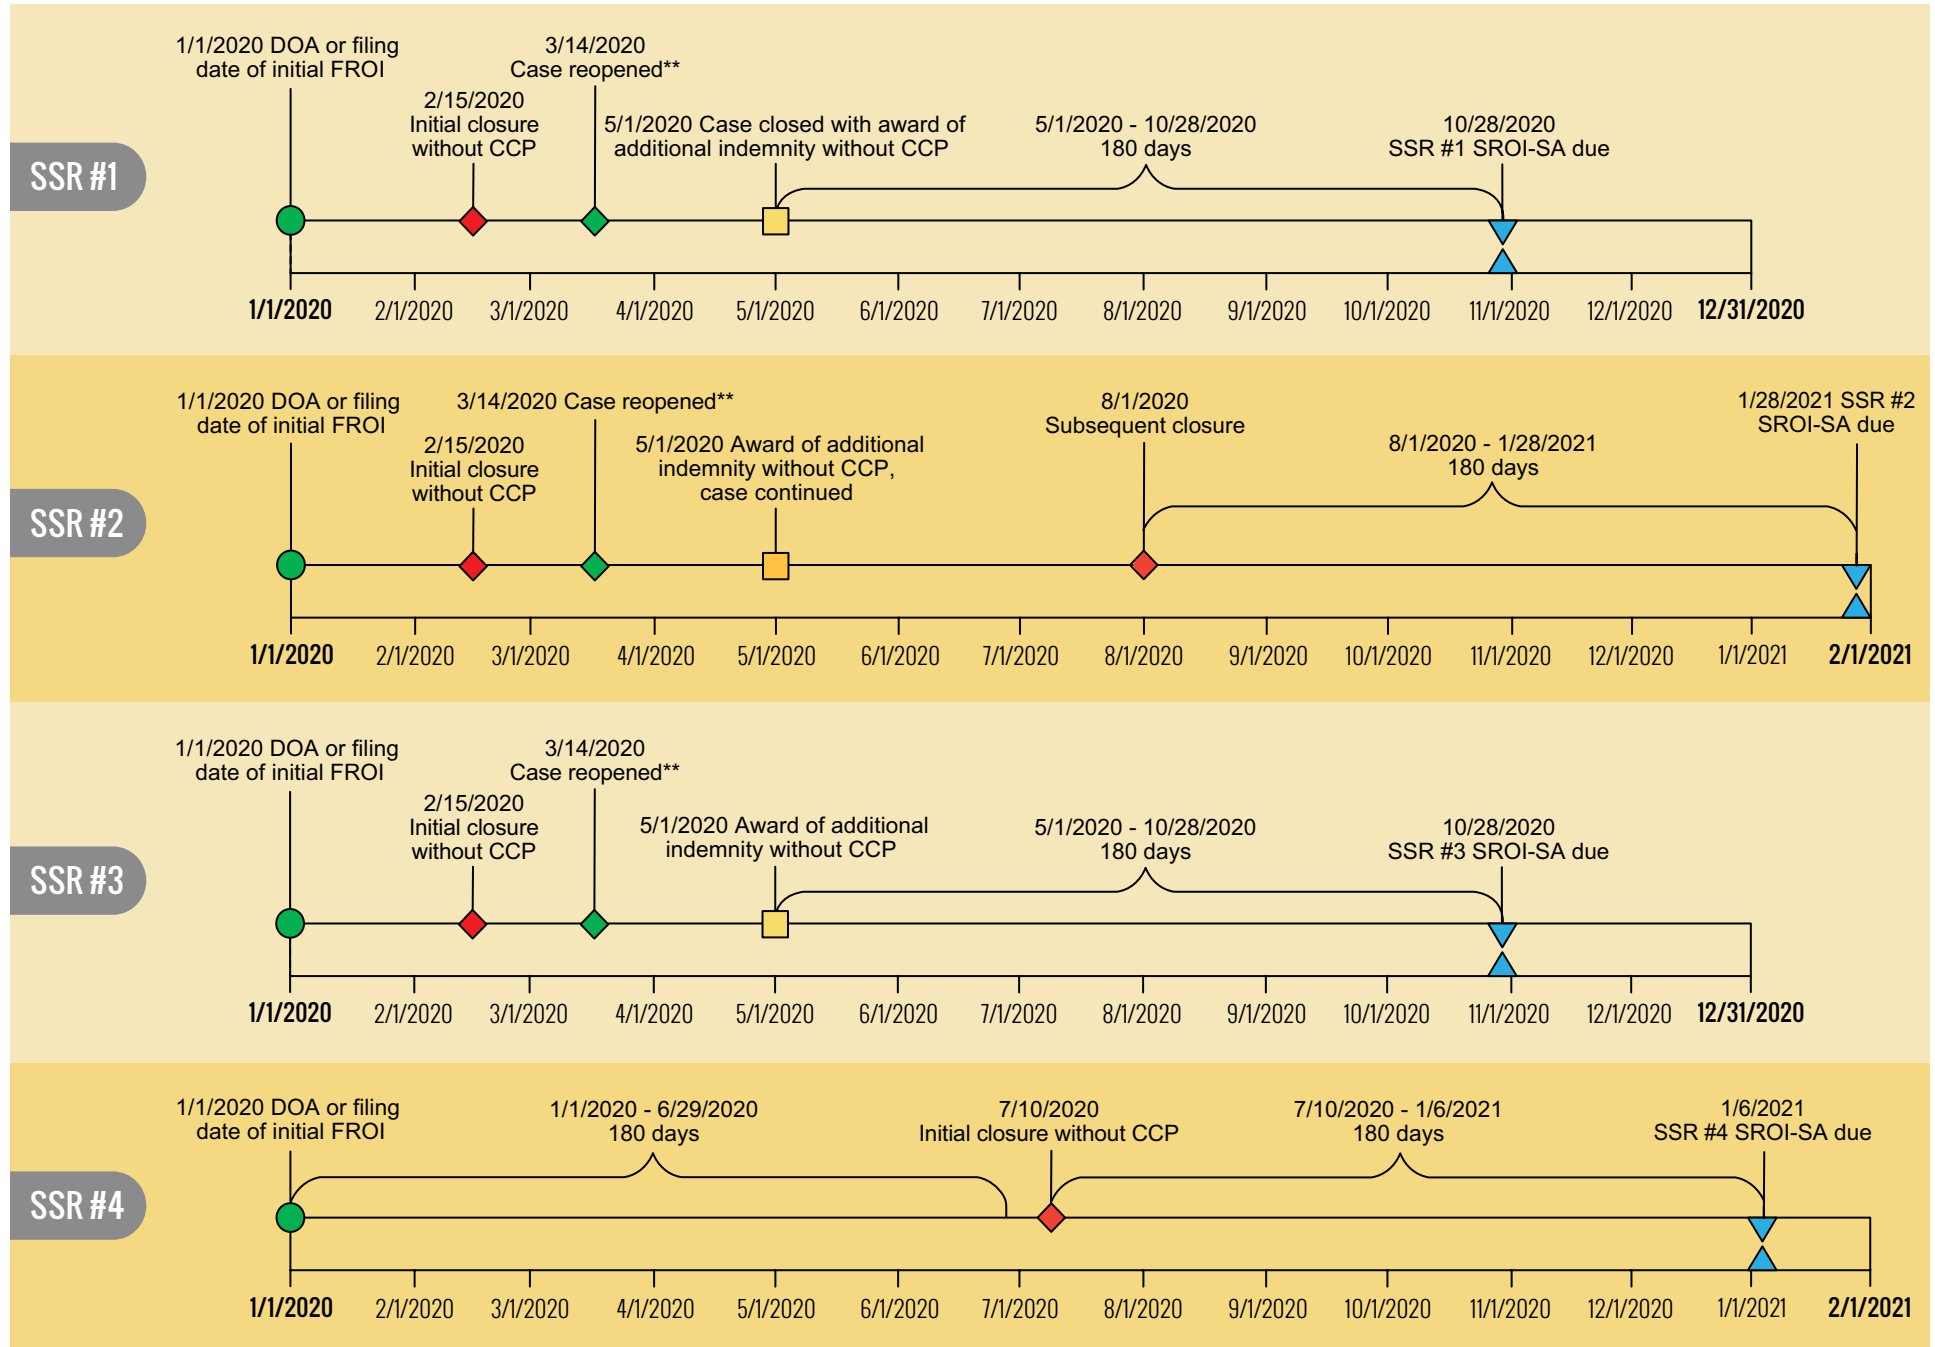 SSR #1
1/1/2020 DOA or filing
date of initial FROI
2/15/2020
Initial closure
without CCP
3/14/2020
Case reopened**
5/1/2020 Case closed with award of
additional indemnity without CCP
5/1/2020 - 10/28/2020
180 days
10/28/2020
SSR #1 SROI-SA due
1/1/2020 2/1/2020 3/1/2020 4/1/2020 5/1/2020 6/1/2020 7/1/2020 8/1/2020 9/1/2020 10/1/2020 11/1/2020 12/1/2020 12/31/2020
SSR #2
1/1/2020 DOA or filing
date of initial FROI
2/15/2020
Initial closure
without CCP
3/14/2020 Case reopened**
5/1/2020 Award of additional
indemnity without CCP,
case continued
8/1/2020
Subsequent closure
8/1/2020 - 1/28/2021
180 days
1/28/2021 SSR #2
SROI-SA due
1/1/2020 2/1/2020 3/1/2020 4/1/2020 5/1/2020 6/1/2020 7/1/2020 8/1/2020 9/1/2020 10/1/2020 11/1/2020 12/1/2020 1/1/2021 2/1/2021
SSR #3
1/1/2020 DOA or filing
date of initial FROI
2/15/2020
Initial closure
without CCP
3/14/2020
Case reopened**
5/1/2020 Award of additional
indemnity without CCP
5/1/2020 - 10/28/2020
180 days
10/28/2020
SSR #3 SROI-SA due
1/1/2020 2/1/2020 3/1/2020 4/1/2020 5/1/2020 6/1/2020 7/1/2020 8/1/2020 9/1/2020 10/1/2020 11/1/2020 12/1/2020 12/31/2020
SSR #4
1/1/2020 DOA or filing
date of initial FROI
1/1/2020 - 6/29/2020
180 days
7/10/2020
Initial closure without CCP
7/10/2020 - 1/6/2021
180 days
1/6/2021
SSR #4 SROI-SA due
1/1/2020 2/1/2020 3/1/2020 4/1/2020 5/1/2020 6/1/2020 7/1/2020 8/1/2020 9/1/2020 10/1/2020 11/1/2020 12/1/2020 1/1/2021 2/1/2021